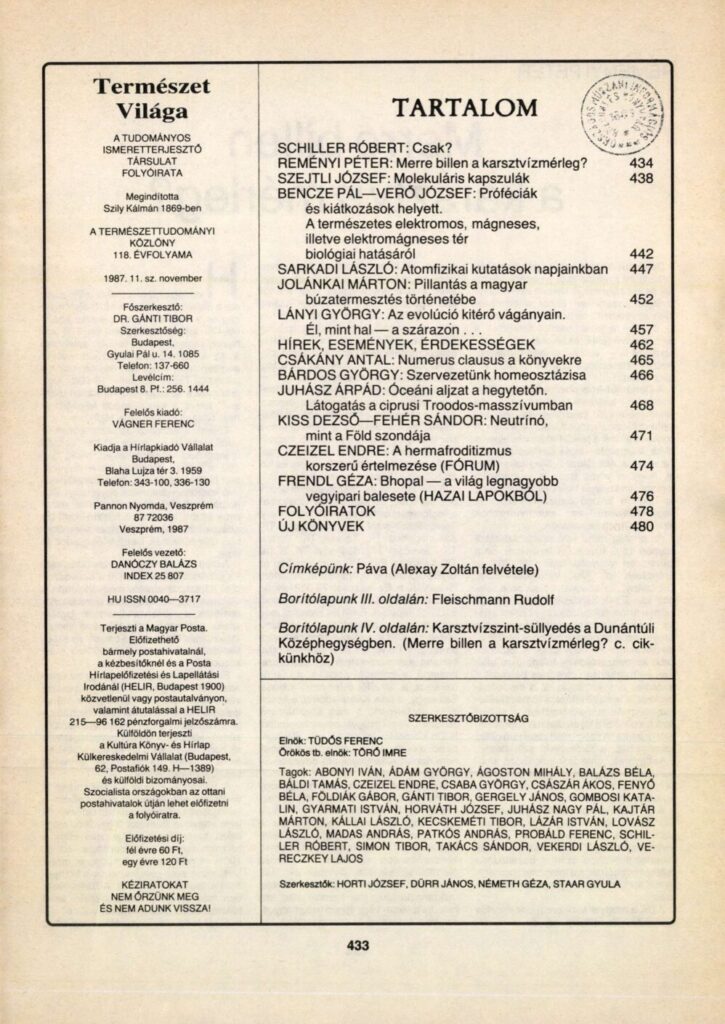 Természet
Világa
A TUDOMÁNYOS
ISMERETTERJESZTŐ
TÁRSULAT
FOLYÓIRATA
Megindította
Szily Kálmán 1869-ben
A TERMÉSZETTUDOMÁNYI
KÖZLÖNY
118. ÉVFOLYAMA
1987. 11. sz. november
Főszerkesztő:
DR. GÁNTI TIBOR
Szerkesztőség:
Budapest,
Gyulai Pál u. 14. 1085
Telefon: 137-660
Levélcím:
Budapest 8. Pf.: 256. 1444
Felelős kiadó:
VÁGNER FERENC
Kiadja a Hírlapkiadó Vállalat
Budapest,
Blaha Lujza tér 3. 1959
Telefon: 343-100, 336-130
Pannon Nyomda, Veszprém
87 72036
Veszprém, 1987
Felelős vezető:
DANÓCZY BALÁZS
INDEX 25 807
HU ISSN 0040—3717
Terjeszti a Magyar Posta.
Előfizethető
bármely postahivatalnál,
a kézbesítőknél és a Posta
Hírlapelőfizetési és Lapellátási
Irodánál (HELIR, Budapest 1900)
közvetlenül vagy postautalványon,
valamint átutalással a HELIR
215—96 162 pénzforgalmi jelzőszámra.
Külföldön terjeszti
a Kultúra Könyv- és Hírlap
Külkereskedelmi Vállalat (Budapest,
62, Postafiók 149. H—1389)
és külföldi bizományosai.
Szocialista országokban az ottani
postahivatalok útján lehet előfizetni
a folyóiratra.
Előfizetési díj:
fél évre 60 Ft,
egy évre 120 Ft
KÉZIRATOKAT
NEM ŐRZÜNK MEG
ÉS NEM ADUNK VISSZA!
TARTALOM
SCHILLER RÓBERT: Csak?
REMÉNYI PÉTER: Merre billen a karsztvízmérleg? 434
SZEJTLI JÓZSEF: Molekuláris kapszulák 438
BENCZE PÁL—VERŐ JÓZSEF: Próféciák
és kiátkozások helyett.
A természetes elektromos, mágneses,
illetve elektromágneses tér
biológiai hatásáról 442
SARKADI LÁSZLÓ: Atomfizikai kutatások napjainkban 447
JOLÁNKAI MÁRTON: Pillantás a magyar
búzatermesztés történetébe 452
LÁNYI GYÖRGY: Az evolúció kitérő vágányain.
Él, mint hal — a szárazon . . . 457
HÍREK, ESEMÉNYEK, ÉRDEKESSÉGEK 462
CSÁKÁNY ANTAL: Numerus clausus a könyvekre 465
BÁRDOS GYÖRGY: Szervezetünk homeosztázisa 466
JUHÁSZ ÁRPÁD: Óceáni aljzat a hegytetőn.
Látogatás a ciprusi Troodos-masszívumban 468
KISS DEZSŐ—FEHÉR SÁNDOR: Neutrínó,
mint a Föld szondája 471
CZEIZEL ENDRE: A hermafroditizmus
korszerű értelmezése (FÓRUM) 474
FRENDL GÉZA: Bhopal — a világ legnagyobb
vegyipari balesete (HAZAI LAPOKBÓL) 476
FOLYÓIRATOK 478
ÚJ KÖNYVEK 480
Címképünk: Páva (Alexay Zoltán felvétele)
Borítólapunk III. oldalán: Fleischmann Rudolf
Borítólapunk IV. oldalán: Karsztvízszint-süllyedés a Dunántúli
Középhegységben. (Merre billen a karsztvízmérleg? c. cik-
künkhöz)
SZERKESZTŐBIZOTTSÁG
Elnök: TÜDŐS FERENC
Örökös tb. elnök: TÖRŐ IMRE
Tagok: ABONYI IVÁN, ÁDÁM GYÖRGY, ÁGOSTON MIHÁLY, BALÁZS BÉLA,
BÁLDI TAMÁS, CZEIZEL ENDRE, CSABA GYÖRGY, CSÁSZÁR ÁKOS, FENYŐ
BÉLA, FÖLDIÁK GÁBOR, GÁNTI TIBOR, GERGELY JÁNOS, GOMBOSI KATA-
LIN, GYARMATI ISTVÁN, HORVÁTH JÓZSEF, JUHÁSZ NAGY PÁL, KAJTÁR
MÁRTON, KÁLLAI LÁSZLÓ, KECSKEMÉTI TIBOR, LÁZÁR ISTVÁN, LOVÁSZ
LÁSZLÓ, MADAS ANDRÁS, PATKÓS ANDRÁS, PROBÁLD FERENC, SCHIL-
LER RÓBERT, SIMON TIBOR, TAKÁCS SÁNDOR, VEKERDI LÁSZLÓ, VE-
RECZKEY LAJOS
Szerkesztők: HORTI JÓZSEF, DÜRR JÁNOS, NÉMETH GÉZA, STAAR GYULA
433